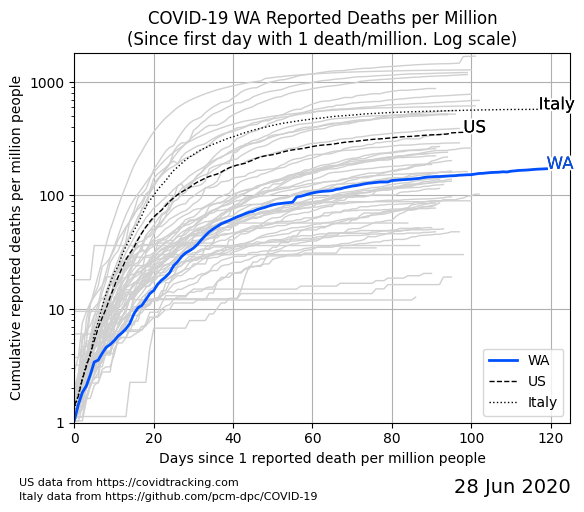 COVID-19 WA Reported Deaths per Million
(Since first day with 1 death/million. Log scale)
Cumulative reported deaths per million people
1000
100
10
1
Italy
US
WA
WA
US
Italy
0 20 40 60 80 100 120
Days since 1 reported death per million people
US data from https://covidtracking.com
Italy data from https://github.com/pcm-dpc/COVID-19
28 Jun 2020